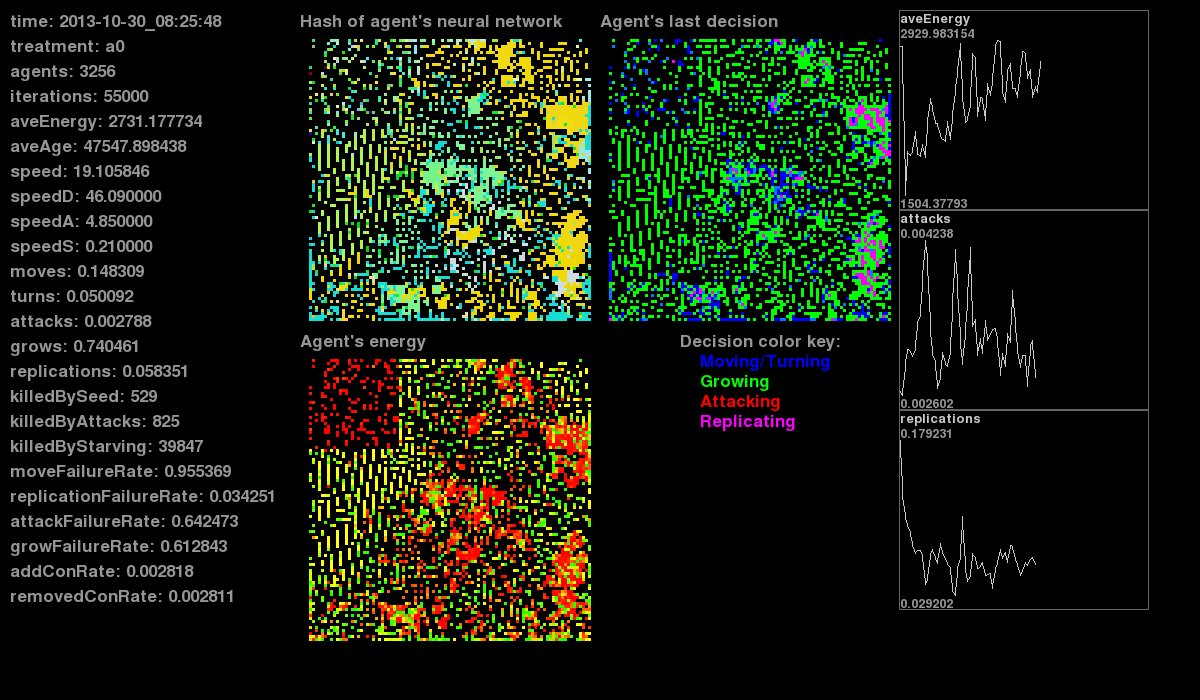 time: 2013-10-30_08:25:48
treatment: a0
agents: 3256
iterations: 55000
aveEnergy: 2731.177734
aveAge: 47547.898438
speed: 19.105846
speedD: 46.090000
speedA: 4.850000
speedS: 0.210000
moves: 0.148309
turns: 0.050092
attacks: 0.002788
grows: 0.740461
replications: 0.058351
killedBySeed: 529
killedByAttacks: 825
killedByStarving: 39847
moveFailureRate: 0.955369
replicationFailureRate: 0.034251
attackFailureRate: 0.642473
growFailureRate: 0.612843
addConRate: 0.002818
removedConRate: 0.002811
Hash of agent's neural network
Agent's last decision
Agent's energy
Decision color key:
Moving/Turning
Growing
Attacking
Replicating
aveEnergy
2929.983154
1504.37793
attacks
0.004238
0.002602
replications
0.179231
0.029202